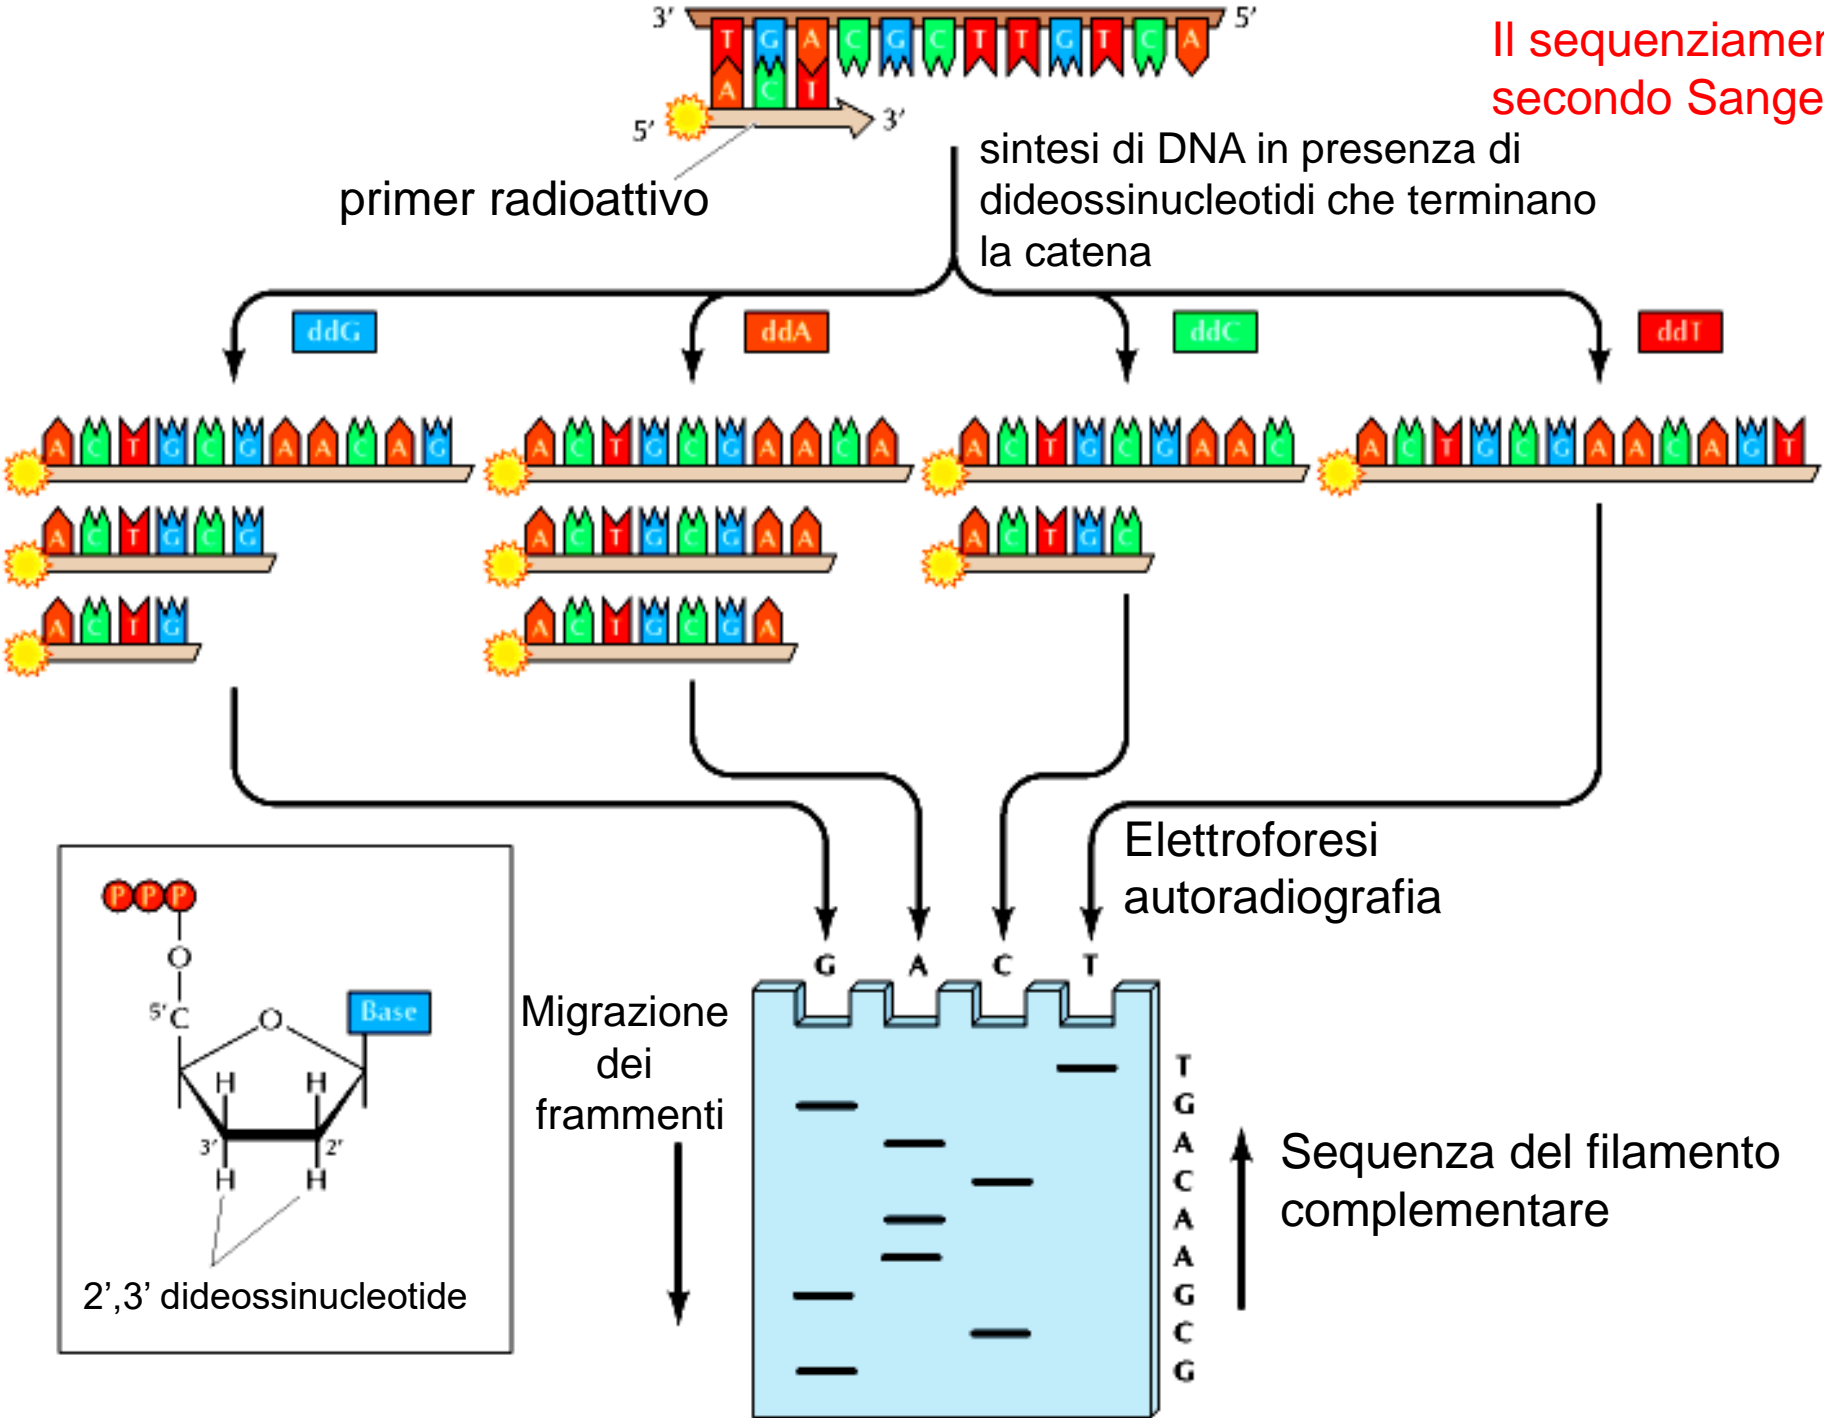 3’ 5’
T G A C G C T T G T C A
A C T
5’ 3’
Il sequenziamen
secondo Sange
primer radioattivo
sintesi di DNA in presenza di
dideossinucleotidi che terminano
la catena
ddG ddA ddC ddT
A C T G C G A A C A G
A C T G C G
A C T G
A C T G C G A A C A
A C T G C G A A
A C T G C G A
A C T G C G A A C
A C T G C
A C T G C G A A C A G T
Elettroforesi
autoradiografia
P P P
O
5’ C
O
Base
H H
3’ 2’
H H
2’,3’ dideossinucleotide
Migrazione
dei
frammenti
G A C T
T
G
A
C
A
A
G
C
G
Sequenza del filamento
complementare